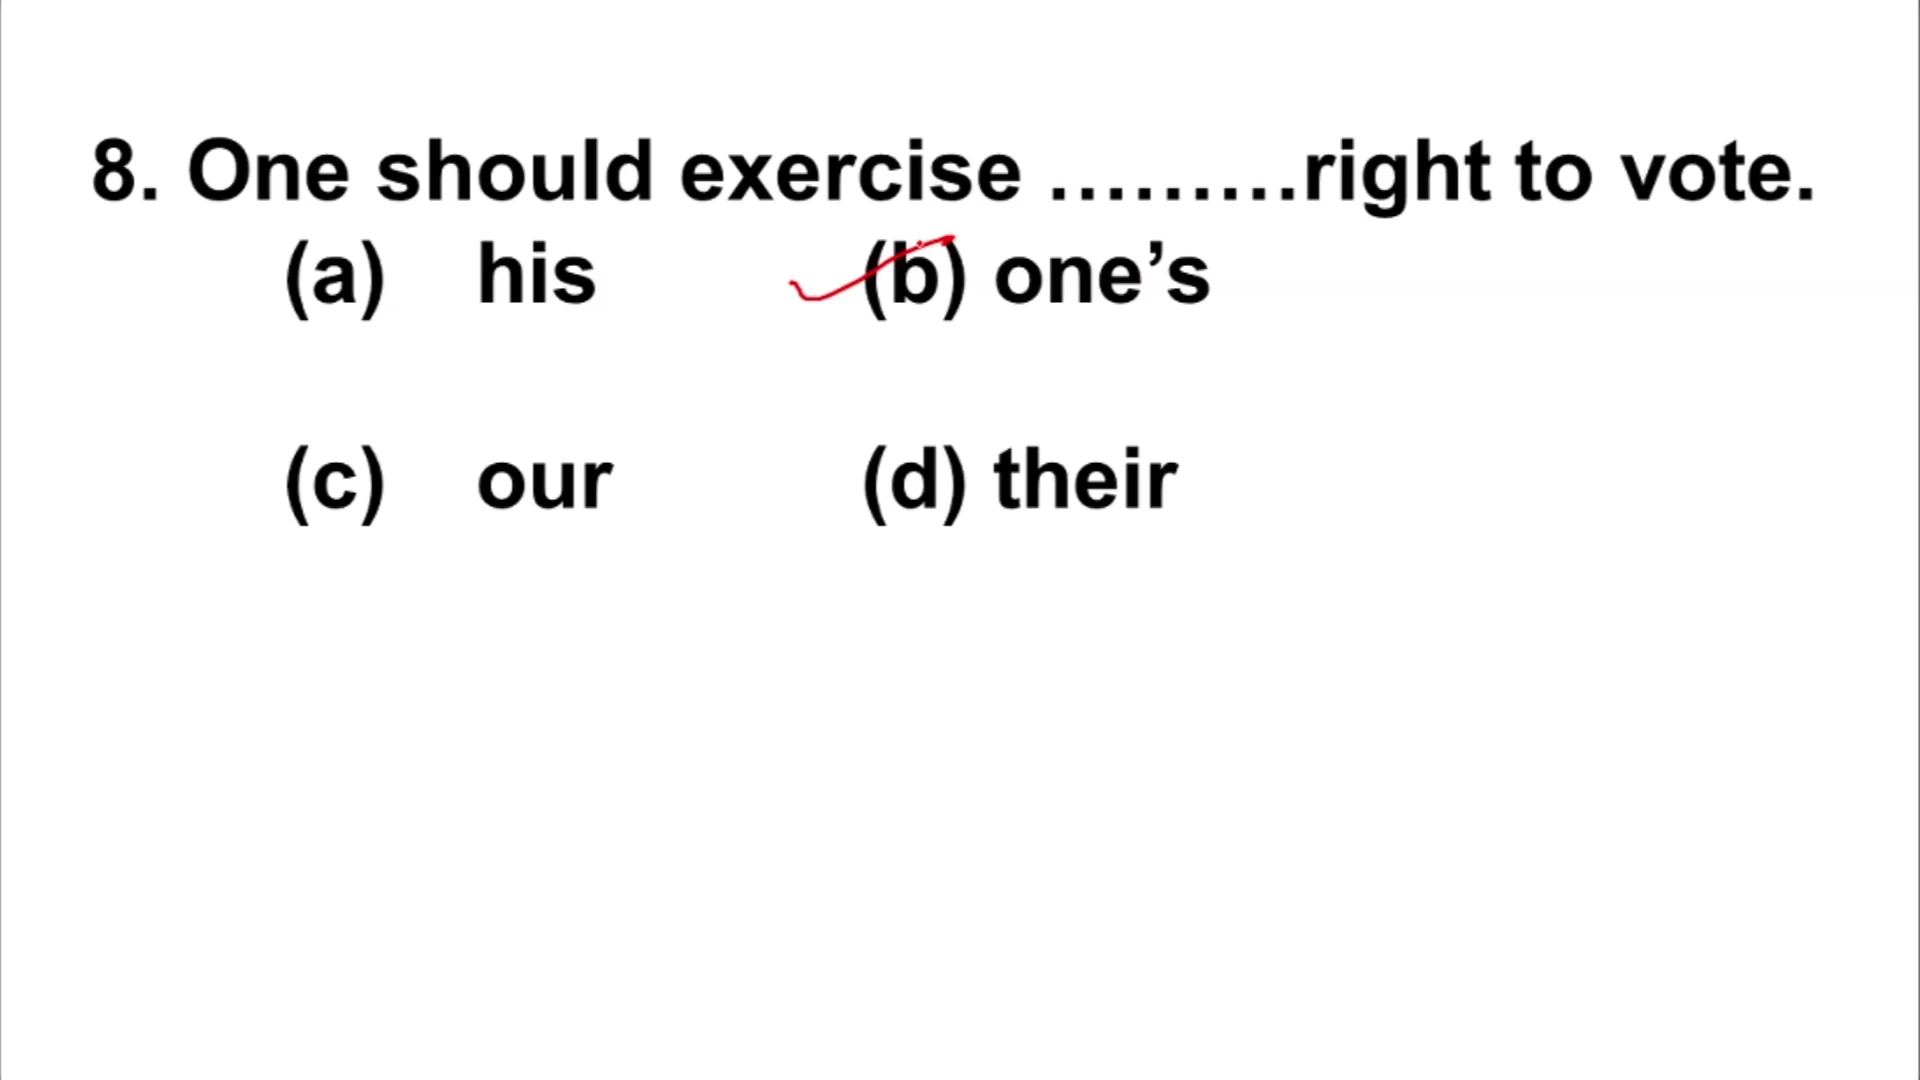 8. One should exercise ………right to vote.
(a) his (b) one’s
(c) our (d) their